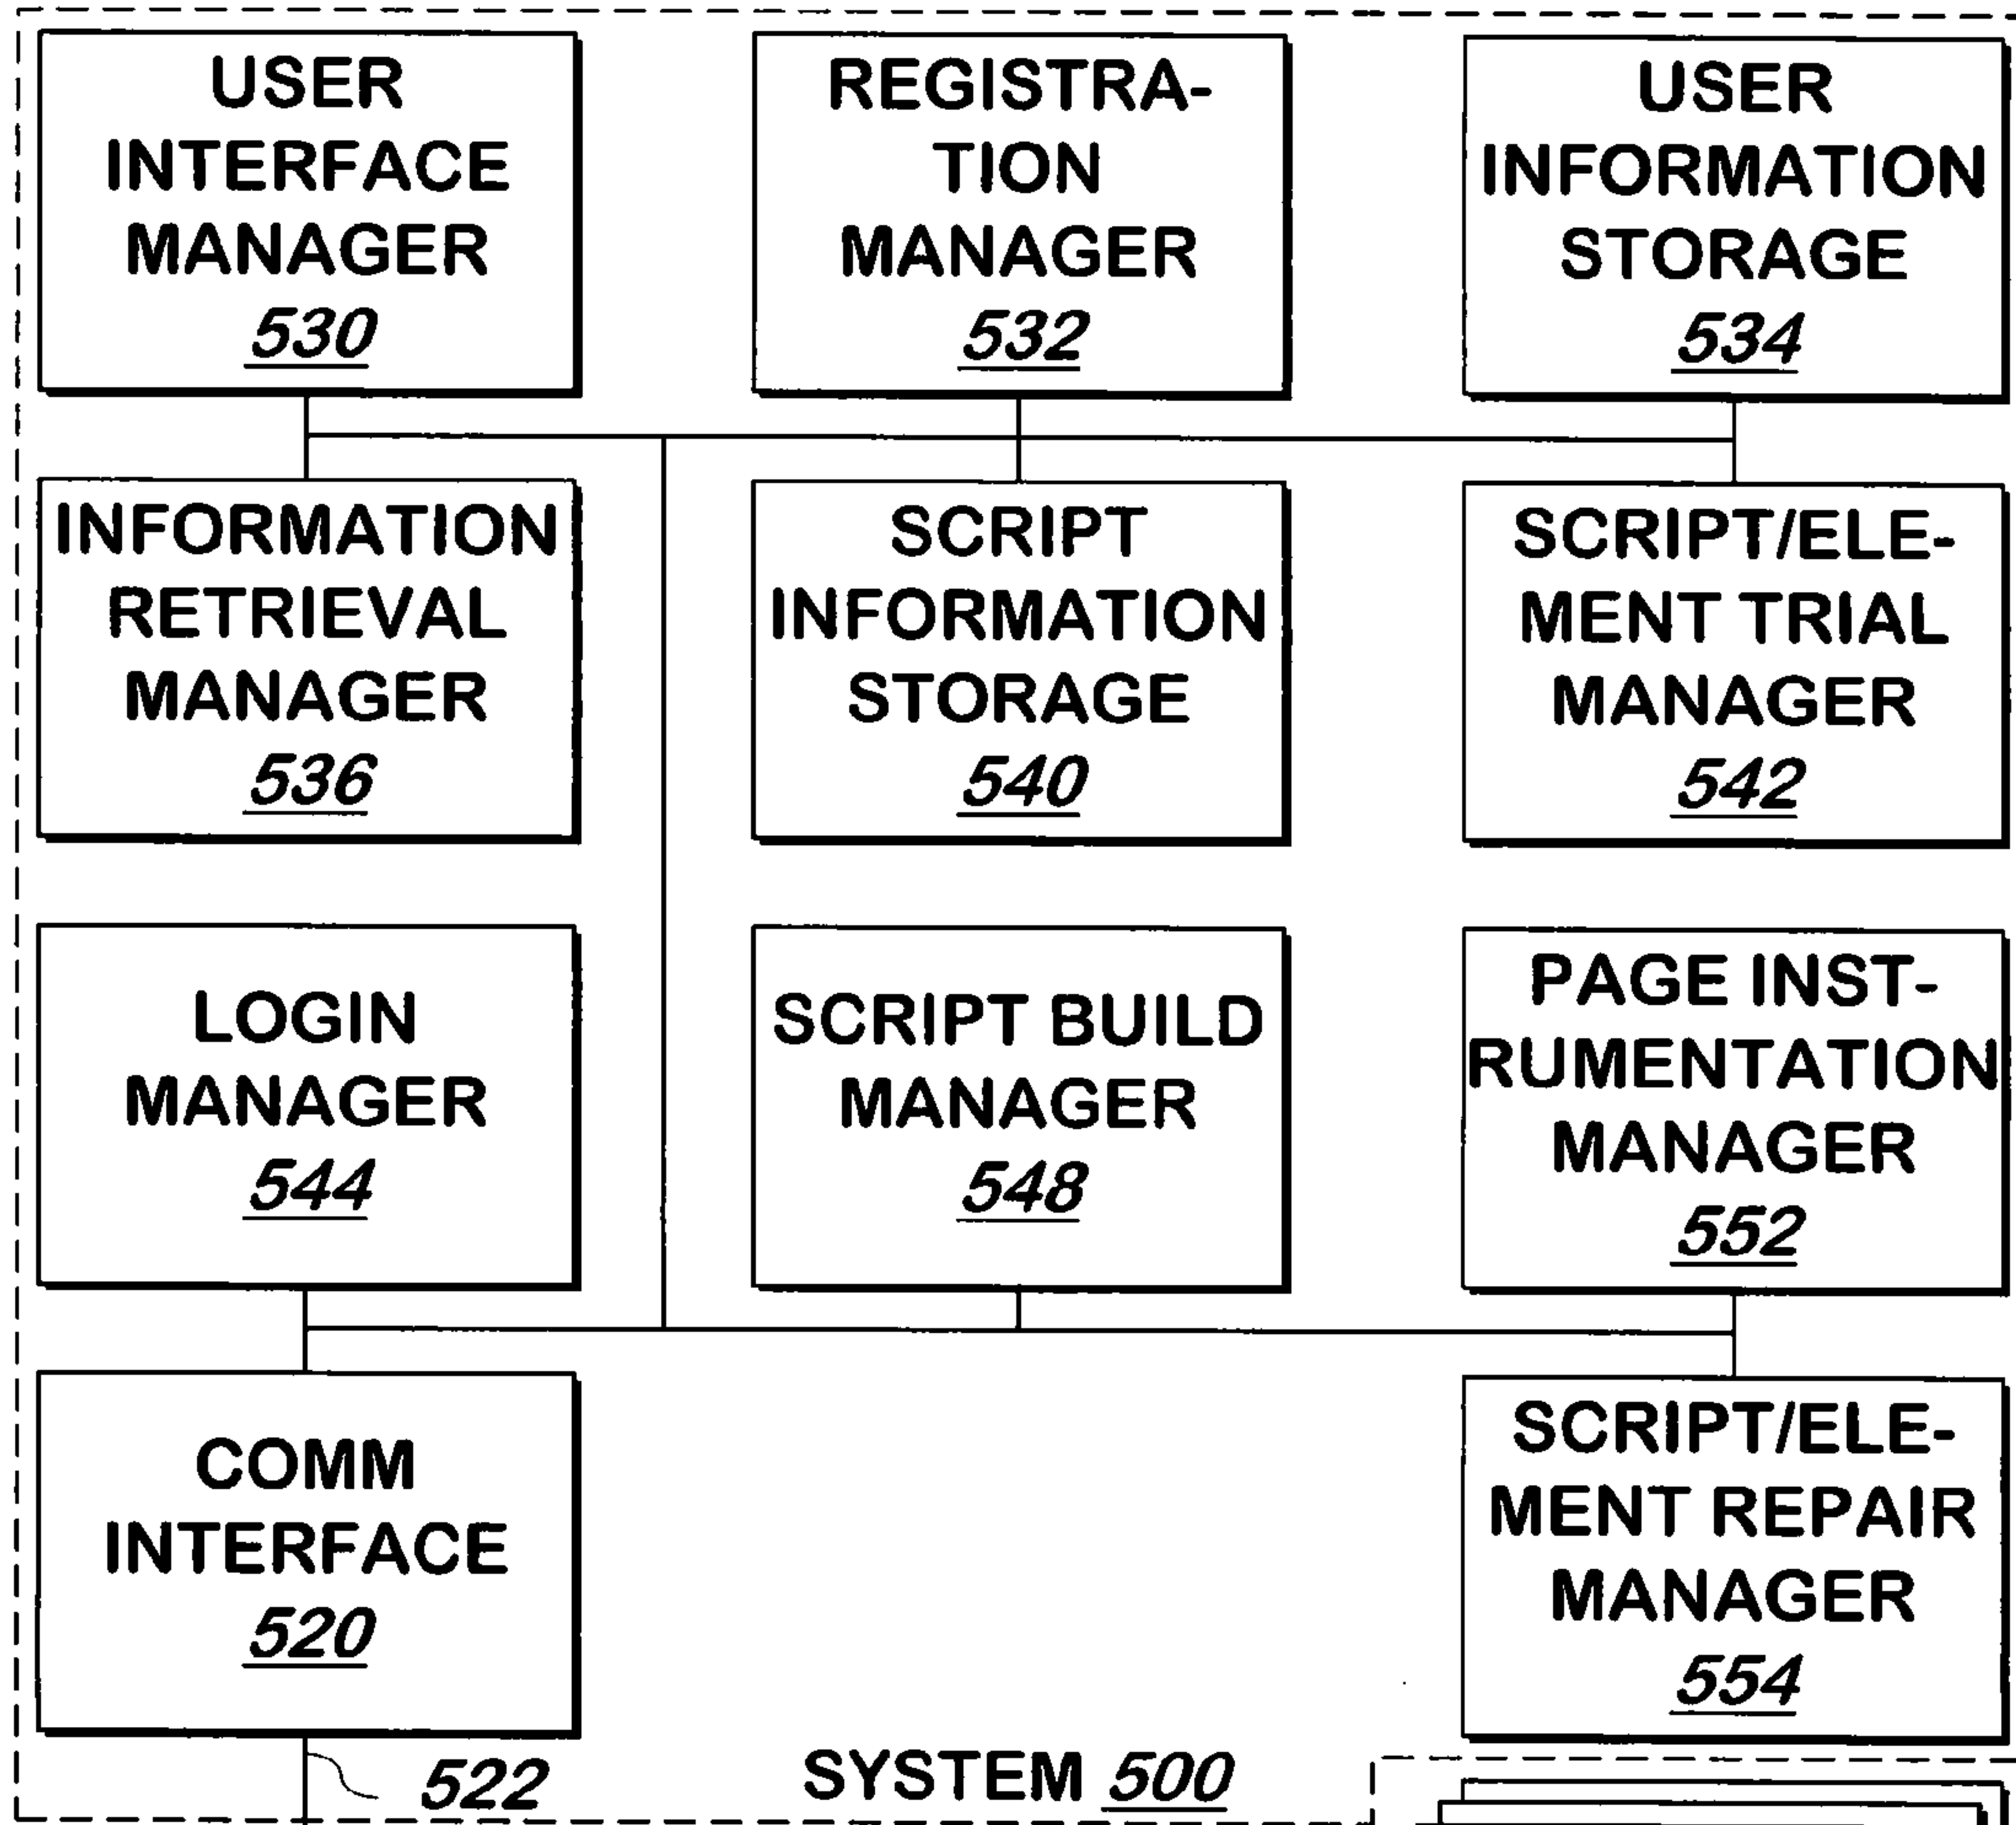 USER
INTERFACE
MANAGER
530
REGISTRA-
TION
MANAGER
532
USER
INFORMATION
STORAGE
534
INFORMATION
RETRIEVAL
MANAGER
536
SCRIPT
INFORMATION
STORAGE
540
SCRIPT/ELE-
MENT TRIAL
MANAGER
542
LOGIN
MANAGER
544
SCRIPT BUILD
MANAGER
548
PAGE INST-
RUMENTATION
MANAGER
552
COMM
INTERFACE
520
SCRIPT/ELE-
MENT REPAIR
MANAGER
554
522
SYSTEM 500